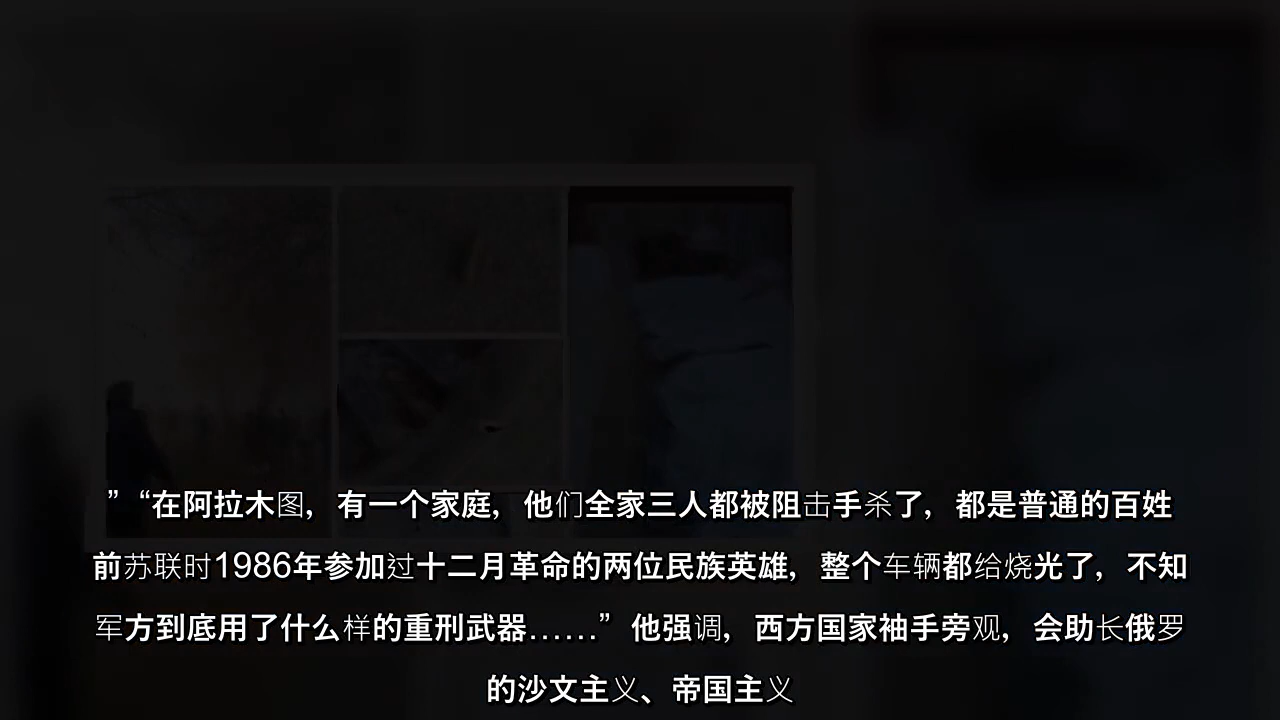 ”“在阿拉木图，有一个家庭，他们全家三人都被阻击手杀了，都是普通的百姓
前苏联时1986年参加过十二月革命的两位民族英雄，整个车辆都给烧光了，不知
军方到底用了什么样的重刑武器......”他强调，西方国家袖手旁观，会助长俄罗
的沙文主义、帝国主义